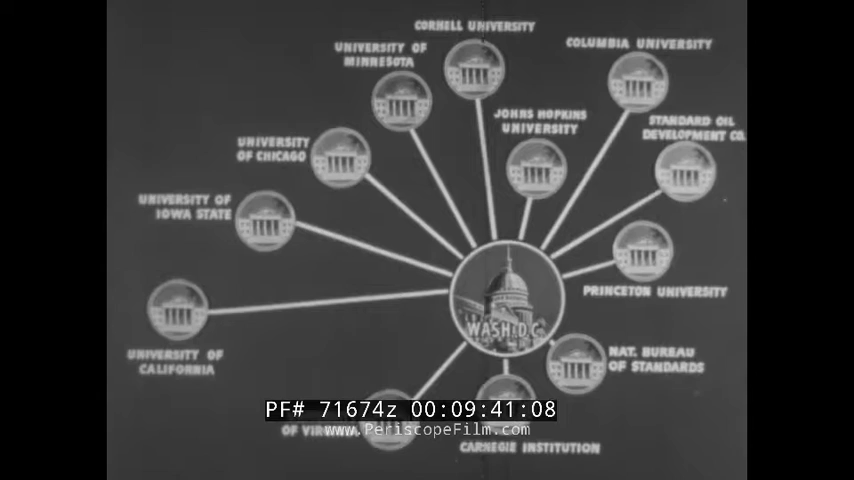 CORNELL UNIVERSITY
UNIVERSITY OF
MINNESOTA
COLUMBIA UNIVERSITY
JOHNS HOPKINS
UNIVERSITY
STANDARD OIL
DEVELOPMENT CO.
UNIVERSITY
OF CHICAGO
UNIVERSITY OF
IOWA STATE
PRINCETON UNIVERSITY
WASH. D.C.
UNIVERSITY OF
CALIFORNIA
NAT. BUREAU
OF STANDARDS
PF# 71674z 00:09:41:08
OF
www.PeriscopeFilm.com
CARNEGIE INSTITUTION